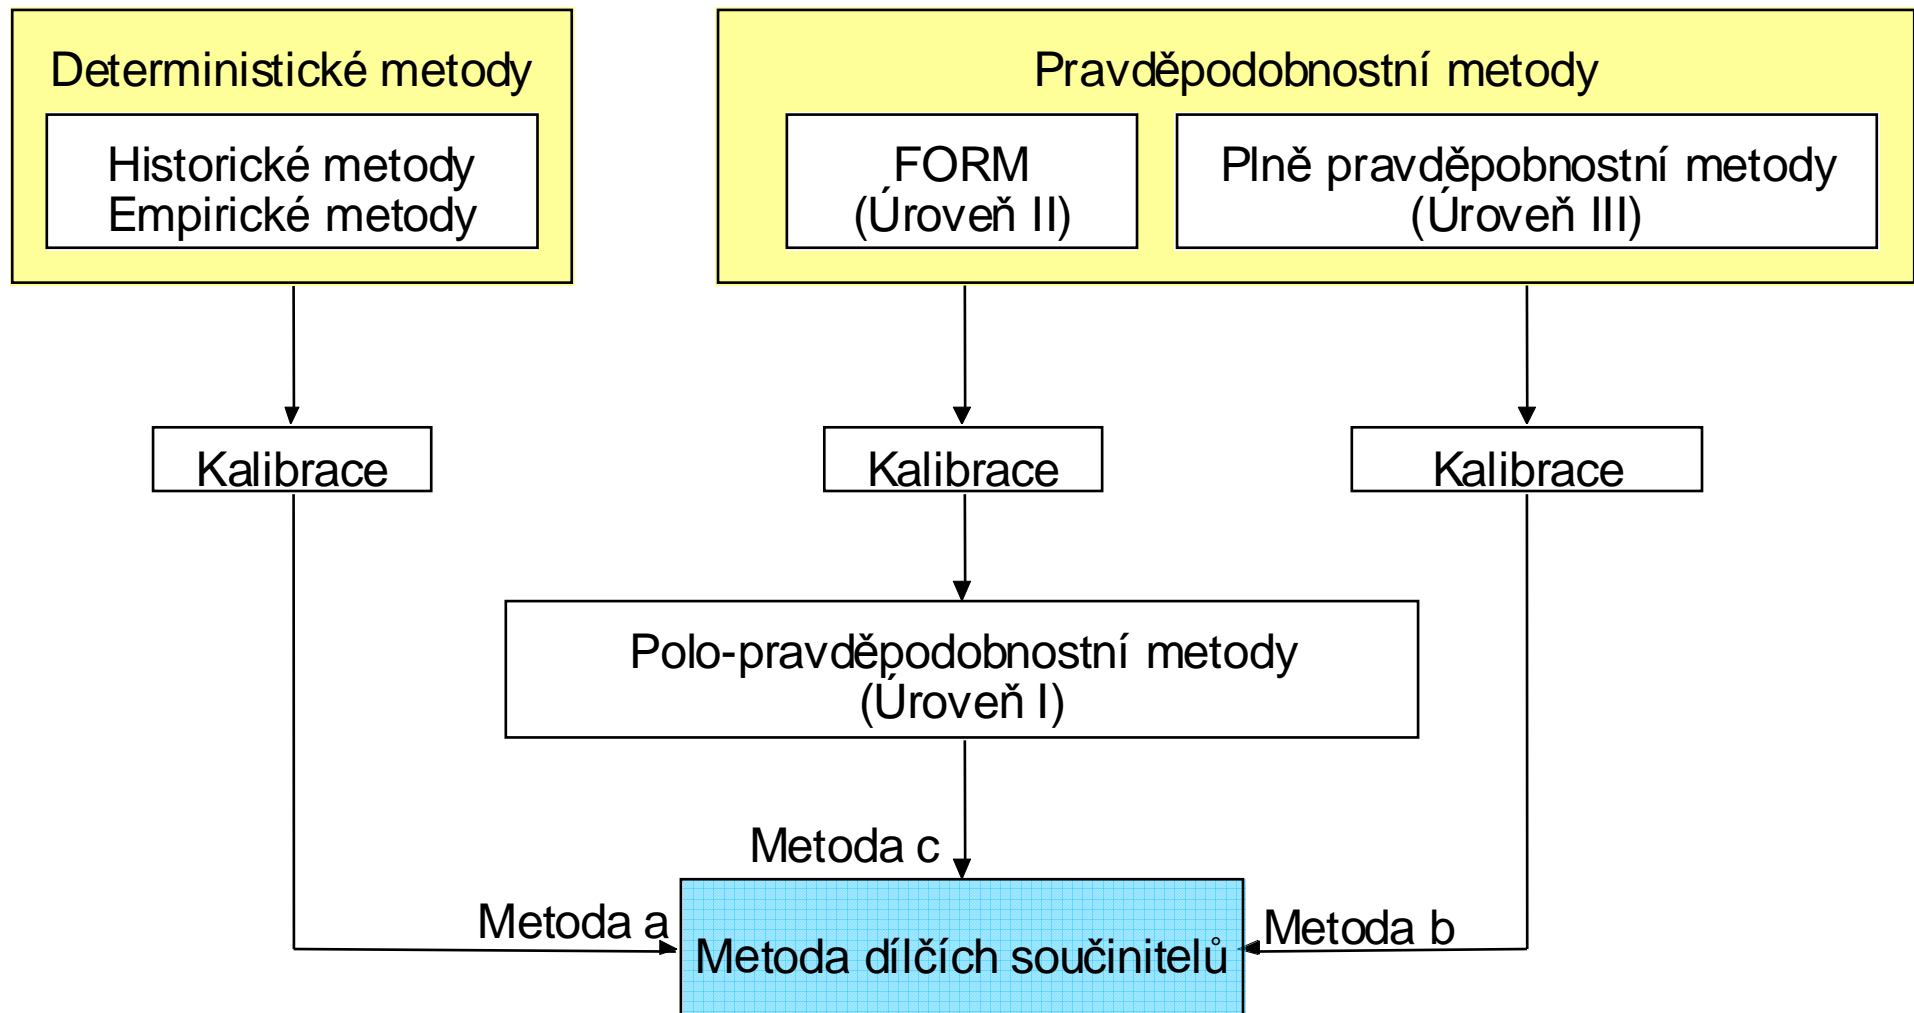 Deterministické metody
Historické metody
Empirické metody
Pravděpodobnostní metody
FORM
(Úroveň II)
Plně pravděpobnostní metody
(Úroveň III)
Kalibrace
Kalibrace
Kalibrace
Polo-pravděpodobnostní metody
(Úroveň I)
Metoda c
Metoda a
Metoda b
Metoda dílčích součinitelů